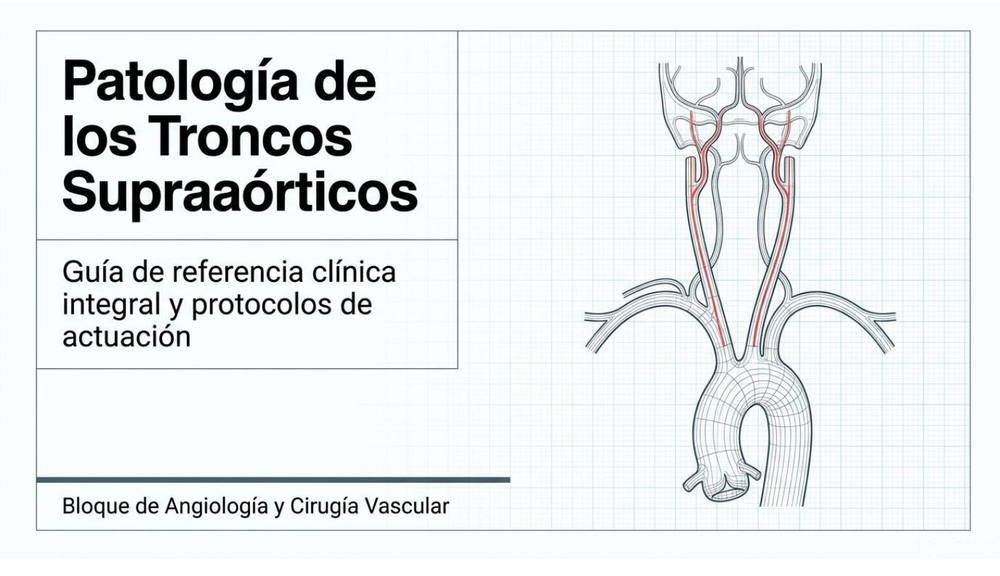 Patología de
los Troncos
Supraaórticos
Guía de referencia clínica
integral y protocolos de
actuación
Bloque de Angiología y Cirugía Vascular